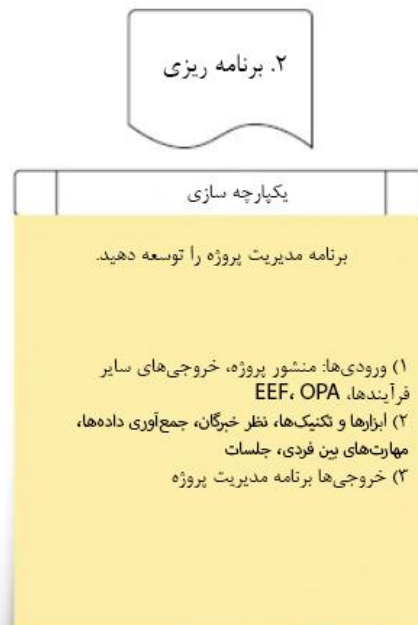 ۲. برنامه ریزی
یکپارچه سازی
برنامه مدیریت پروژه را توسعه دهید.
۱) ورودی‌ها: منشور پروژه، خروجی‌های سایر
فرآیندها، EEF، OPA
۲) ابزارها و تکنیک‌ها، نظر خبرگان، جمع‌آوری داده‌ها،
مهارت‌های بین فردی، جلسات
۳) خروجی‌ها برنامه مدیریت پروژه